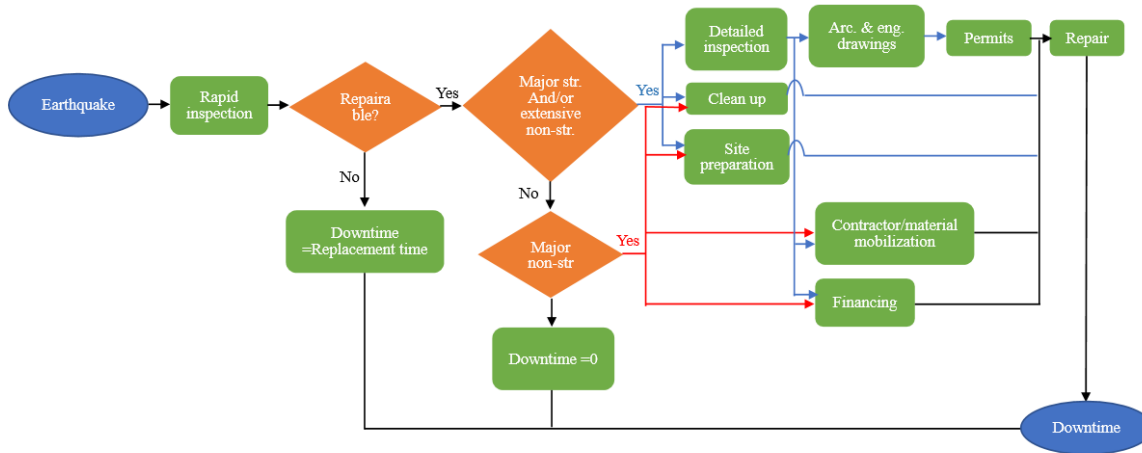 Earthquake
Rapid
inspection
Repaira
ble?
Yes
No
Downtime
=Replacement time
Major str.
And/or
extensive
non-str.
Yes
No
Major
non-str
Yes
Downtime =0
Detailed
inspection
Clean up
Site
preparation
Arc. & eng.
drawings
Permits
Repair
Contractor/material
mobilization
Financing
Downtime